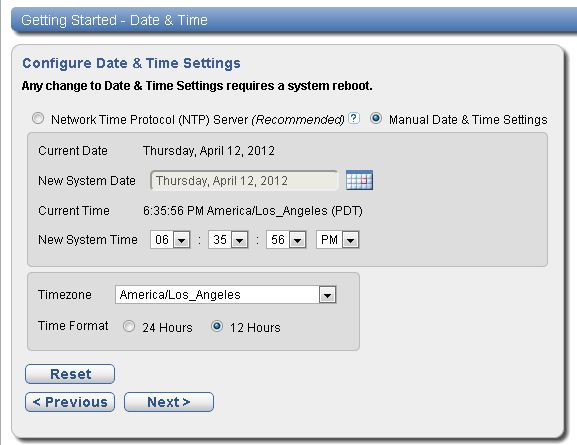 Getting Started - Date & Time
Configure Date & Time Settings
Any change to Date & Time Settings requires a system reboot.
Network Time Protocol (NTP) Server (Recommended) ? Manual Date & Time Settings
Current Date Thursday, April 12, 2012
New System Date Thursday, April 12, 2012
Current Time 6:35:56 PM America/Los_Angeles (PDT)
New System Time 06 : 35 : 56 PM
Timezone America/Los_Angeles
Time Format 24 Hours 12 Hours
Reset
< Previous Next >